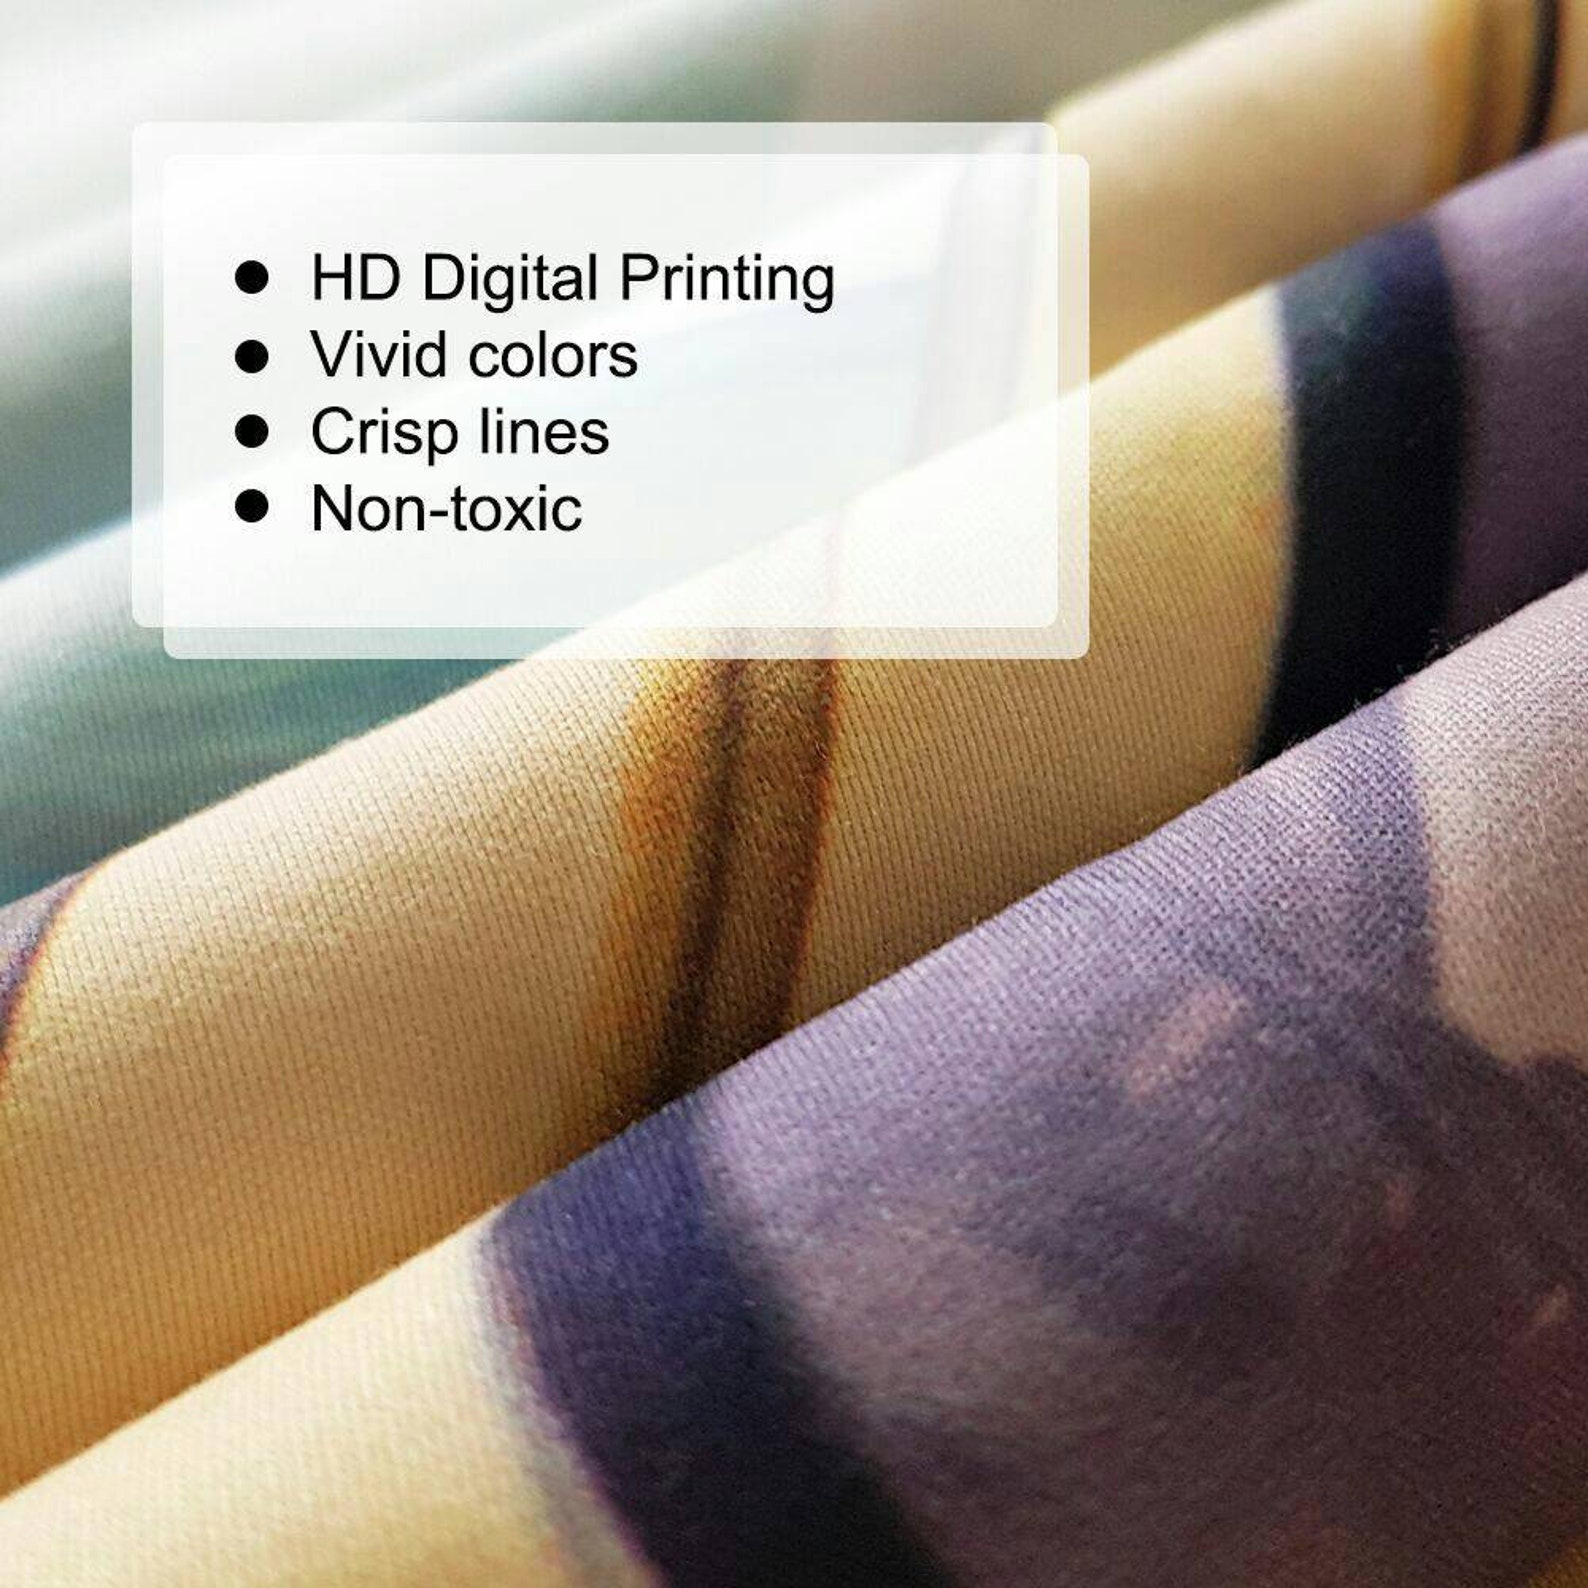 ● HD Digital Printing
● Vivid colors
● Crisp lines
● Non-toxic